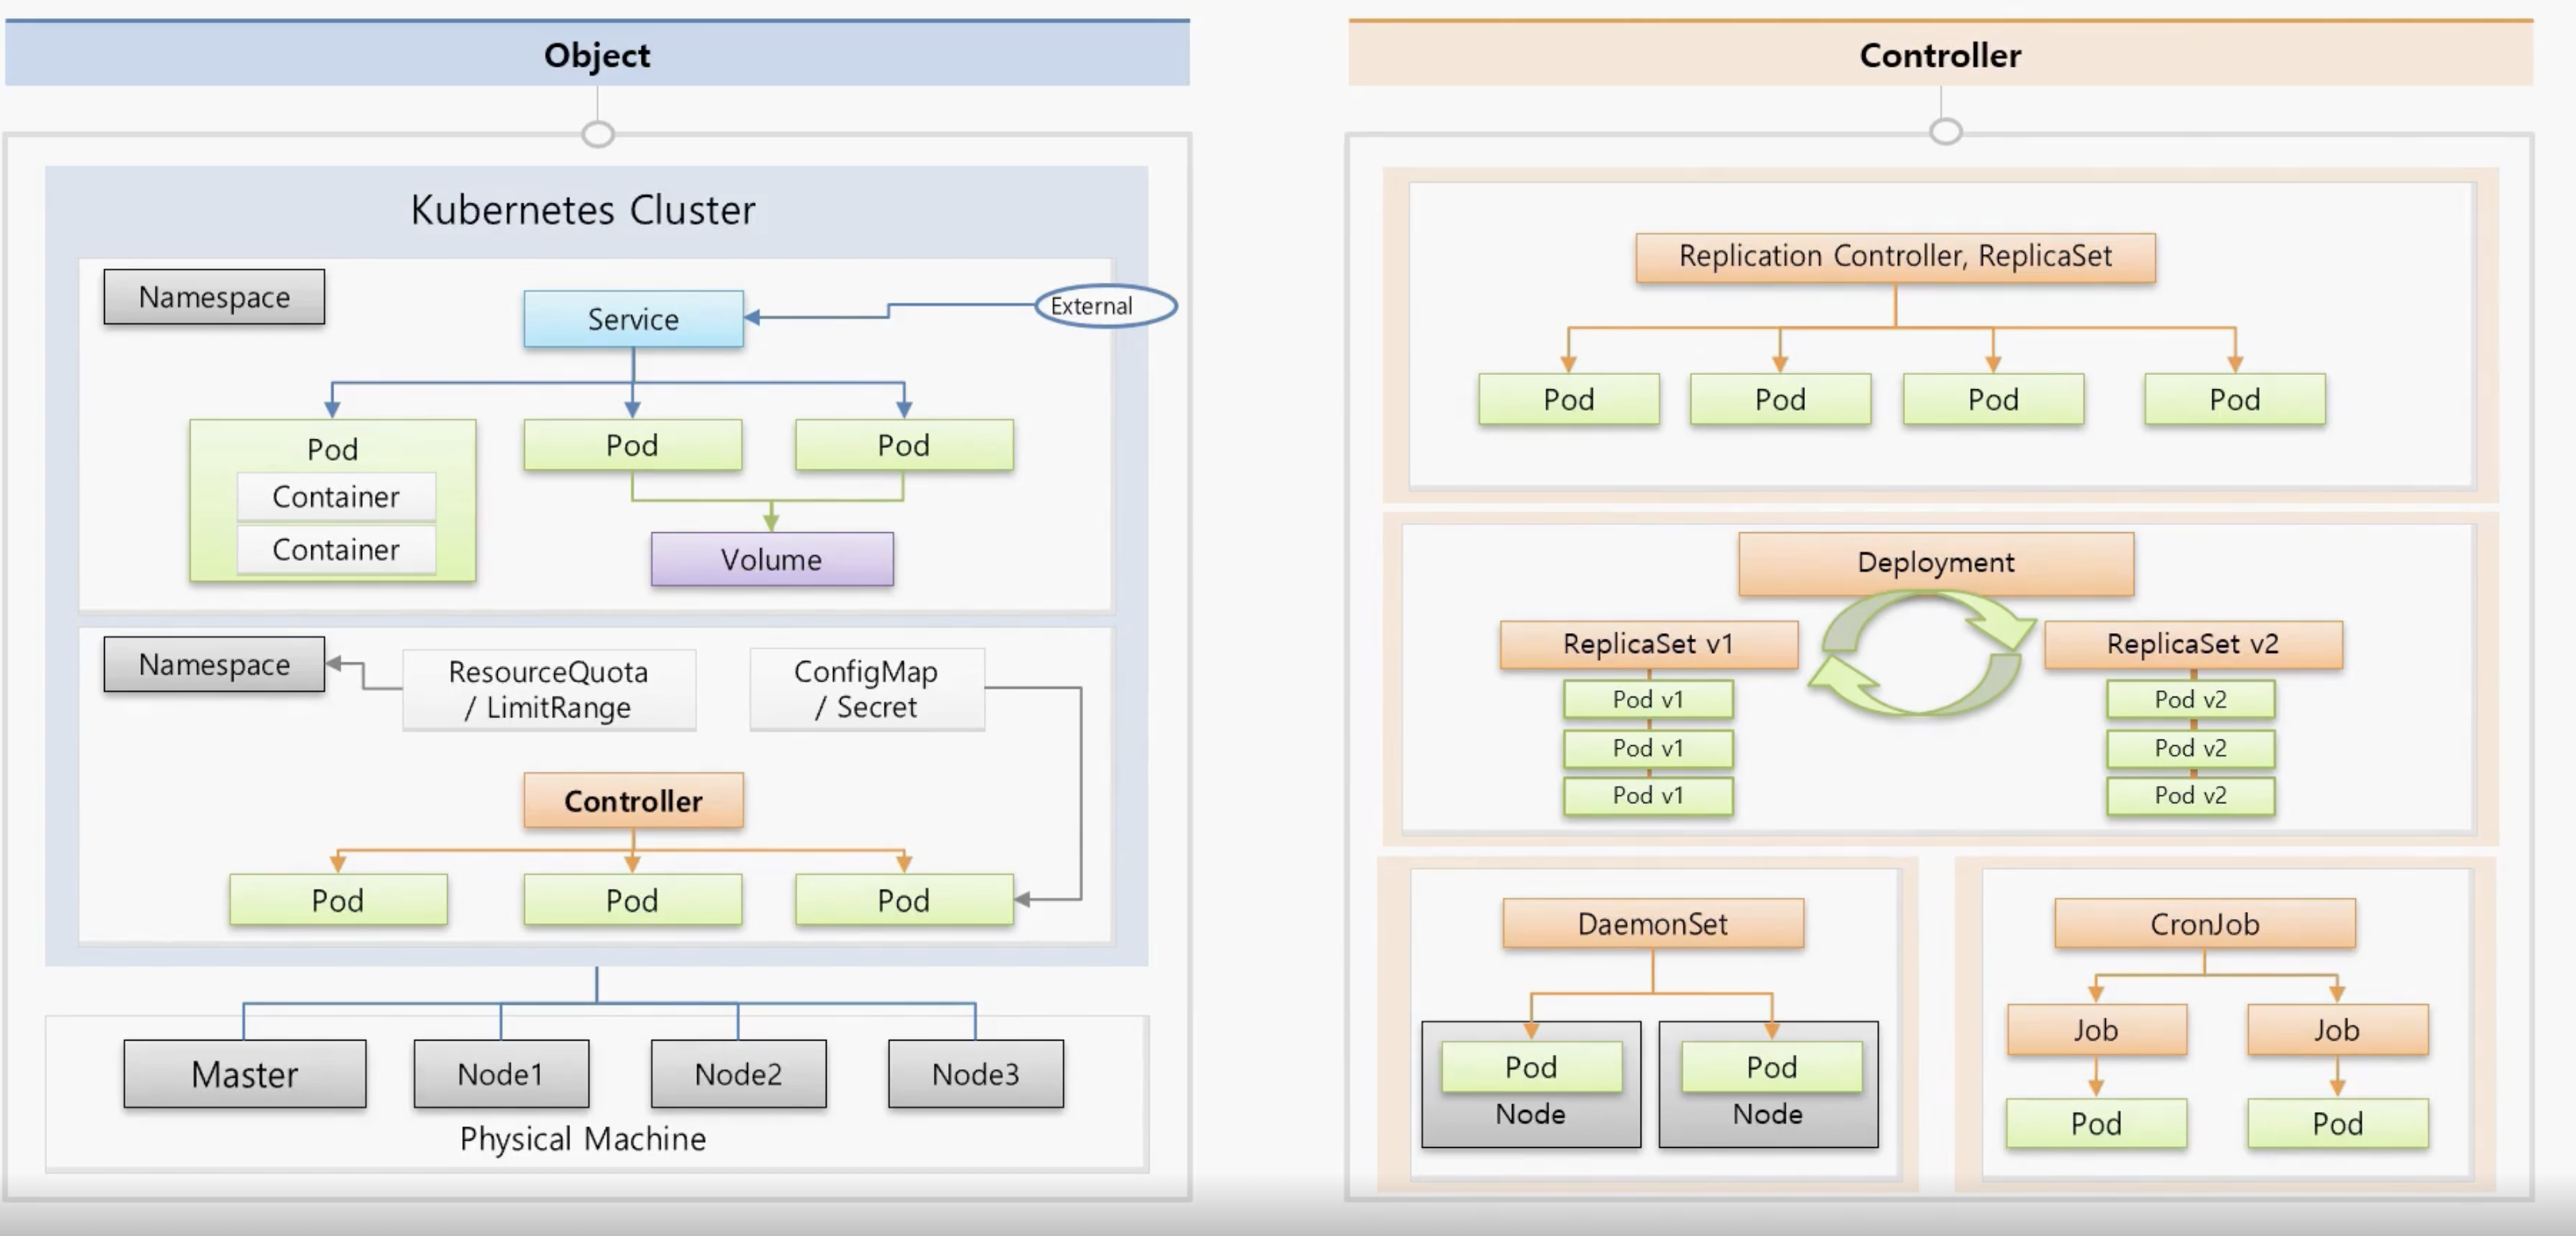 Object
Kubernetes Cluster
Namespace
Service
External
Pod
Container
Container
Pod
Pod
Volume
Namespace
ResourceQuota
/ LimitRange
ConfigMap
/ Secret
Controller
Pod
Pod
Pod
Master
Node1
Node2
Node3
Physical Machine
Controller
Replication Controller, ReplicaSet
Pod
Pod
Pod
Pod
Deployment
ReplicaSet v1
Pod v1
Pod v1
Pod v1
ReplicaSet v2
Pod v2
Pod v2
Pod v2
DaemonSet
Pod
Node
Pod
Node
CronJob
Job
Job
Pod
Pod